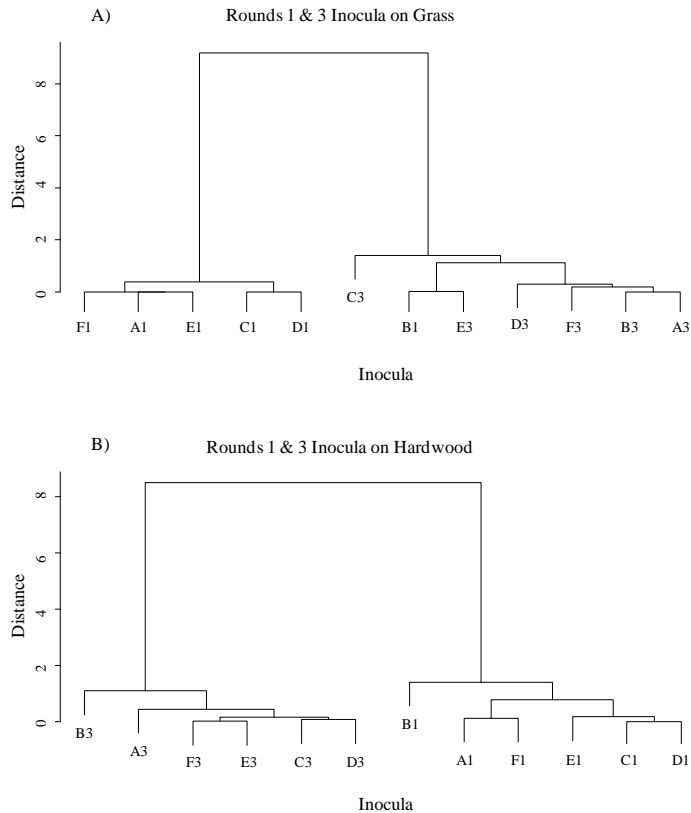 A) Rounds 1 & 3 Inocula on Grass
Distance
8
6
4
2
0
F1 A1 E1 C1 D1 C3 B1 E3 D3 F3 B3 A3
Inocula
B) Rounds 1 & 3 Inocula on Hardwood
Distance
8
6
4
2
0
B3 A3 F3 E3 C3 D3 B1 A1 F1 E1 C1 D1
Inocula